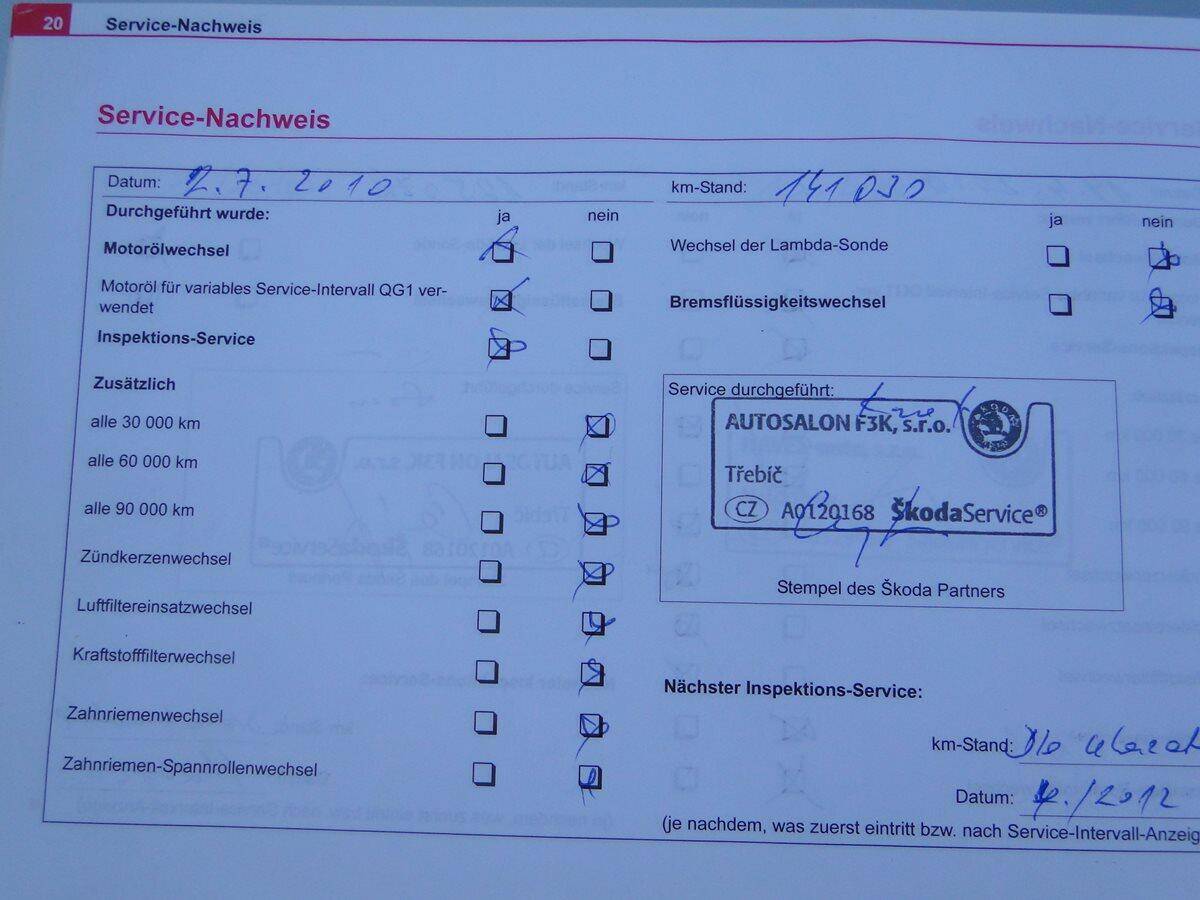 20 Service-Nachweis
Service-Nachweis
Datum: 2.7.2010
km-Stand: 141030
Durchgeführt wurde: ja nein
ja nein
Motorölwechsel
Wechsel der Lambda-Sonde
Motoröl für variables Service-Intervall QG1 ver-
wendet
Bremsflüssigkeitswechsel
Inspektions-Service
Zusätzlich
alle 30 000 km
alle 60 000 km
alle 90 000 km
Zündkerzenwechsel
Luftfiltereinsatzwechsel
Kraftstofffilterwechsel
Zahnriemenwechsel
Zahnriemen-Spannrollenwechsel
Service durchgeführt:
AUTOSALON F3K, s.r.o.
ŠKODA
Třebíč
CZ A0120168 ŠkodaService®
Stempel des Škoda Partners
Nächster Inspektions-Service:
km-Stand:
Datum: /2012
(je nachdem, was zuerst eintritt bzw. nach Service-Intervall-Anzeig